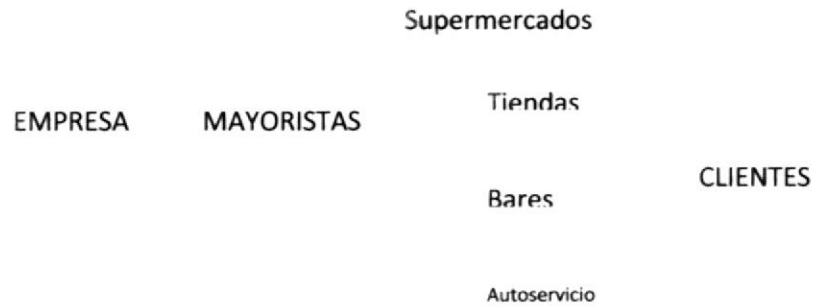 Supermercados
Tiendas
EMPRESA MAYORISTAS
CLIENTES
Bares
Autoservicio